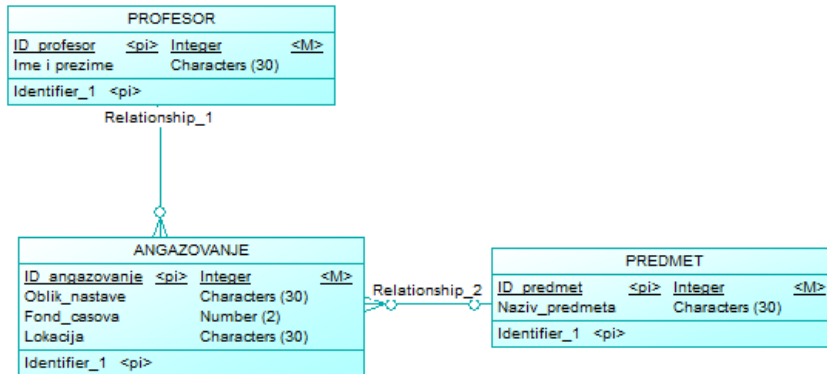 PROFESOR
ID_profesor <pi> Integer <M>
Ime i prezime Characters (30)
Identifier_1 <pi>
Relationship_1
ANGAZOVANJE
ID_angazovanje <pi> Integer <M>
Oblik_nastave Characters (30)
Fond_casova Number (2)
Lokacija Characters (30)
Identifier_1 <pi>
Relationship_2
PREDMET
ID_predmet <pi> Integer <M>
Naziv_predmeta Characters (30)
Identifier_1 <pi>